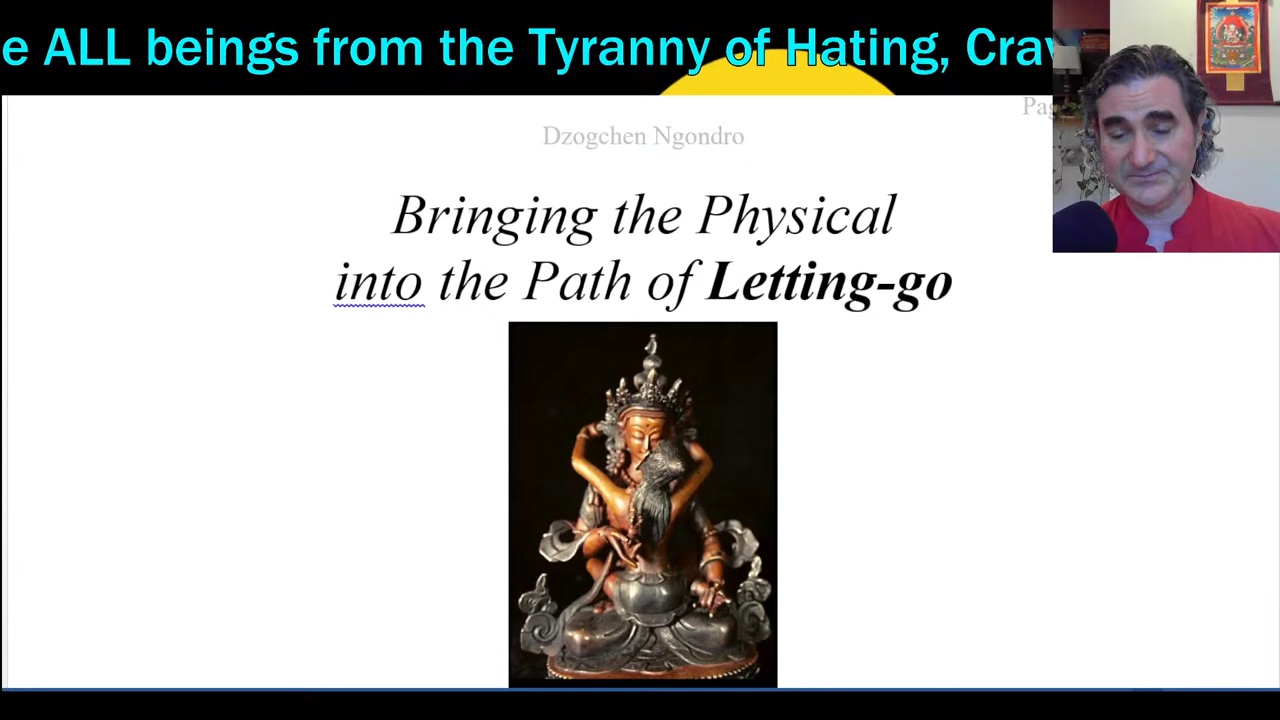 e ALL beings from the Tyranny of Hating, Crav
Pag
Dzogchen Ngondro
Bringing the Physical
into the Path of Letting-go